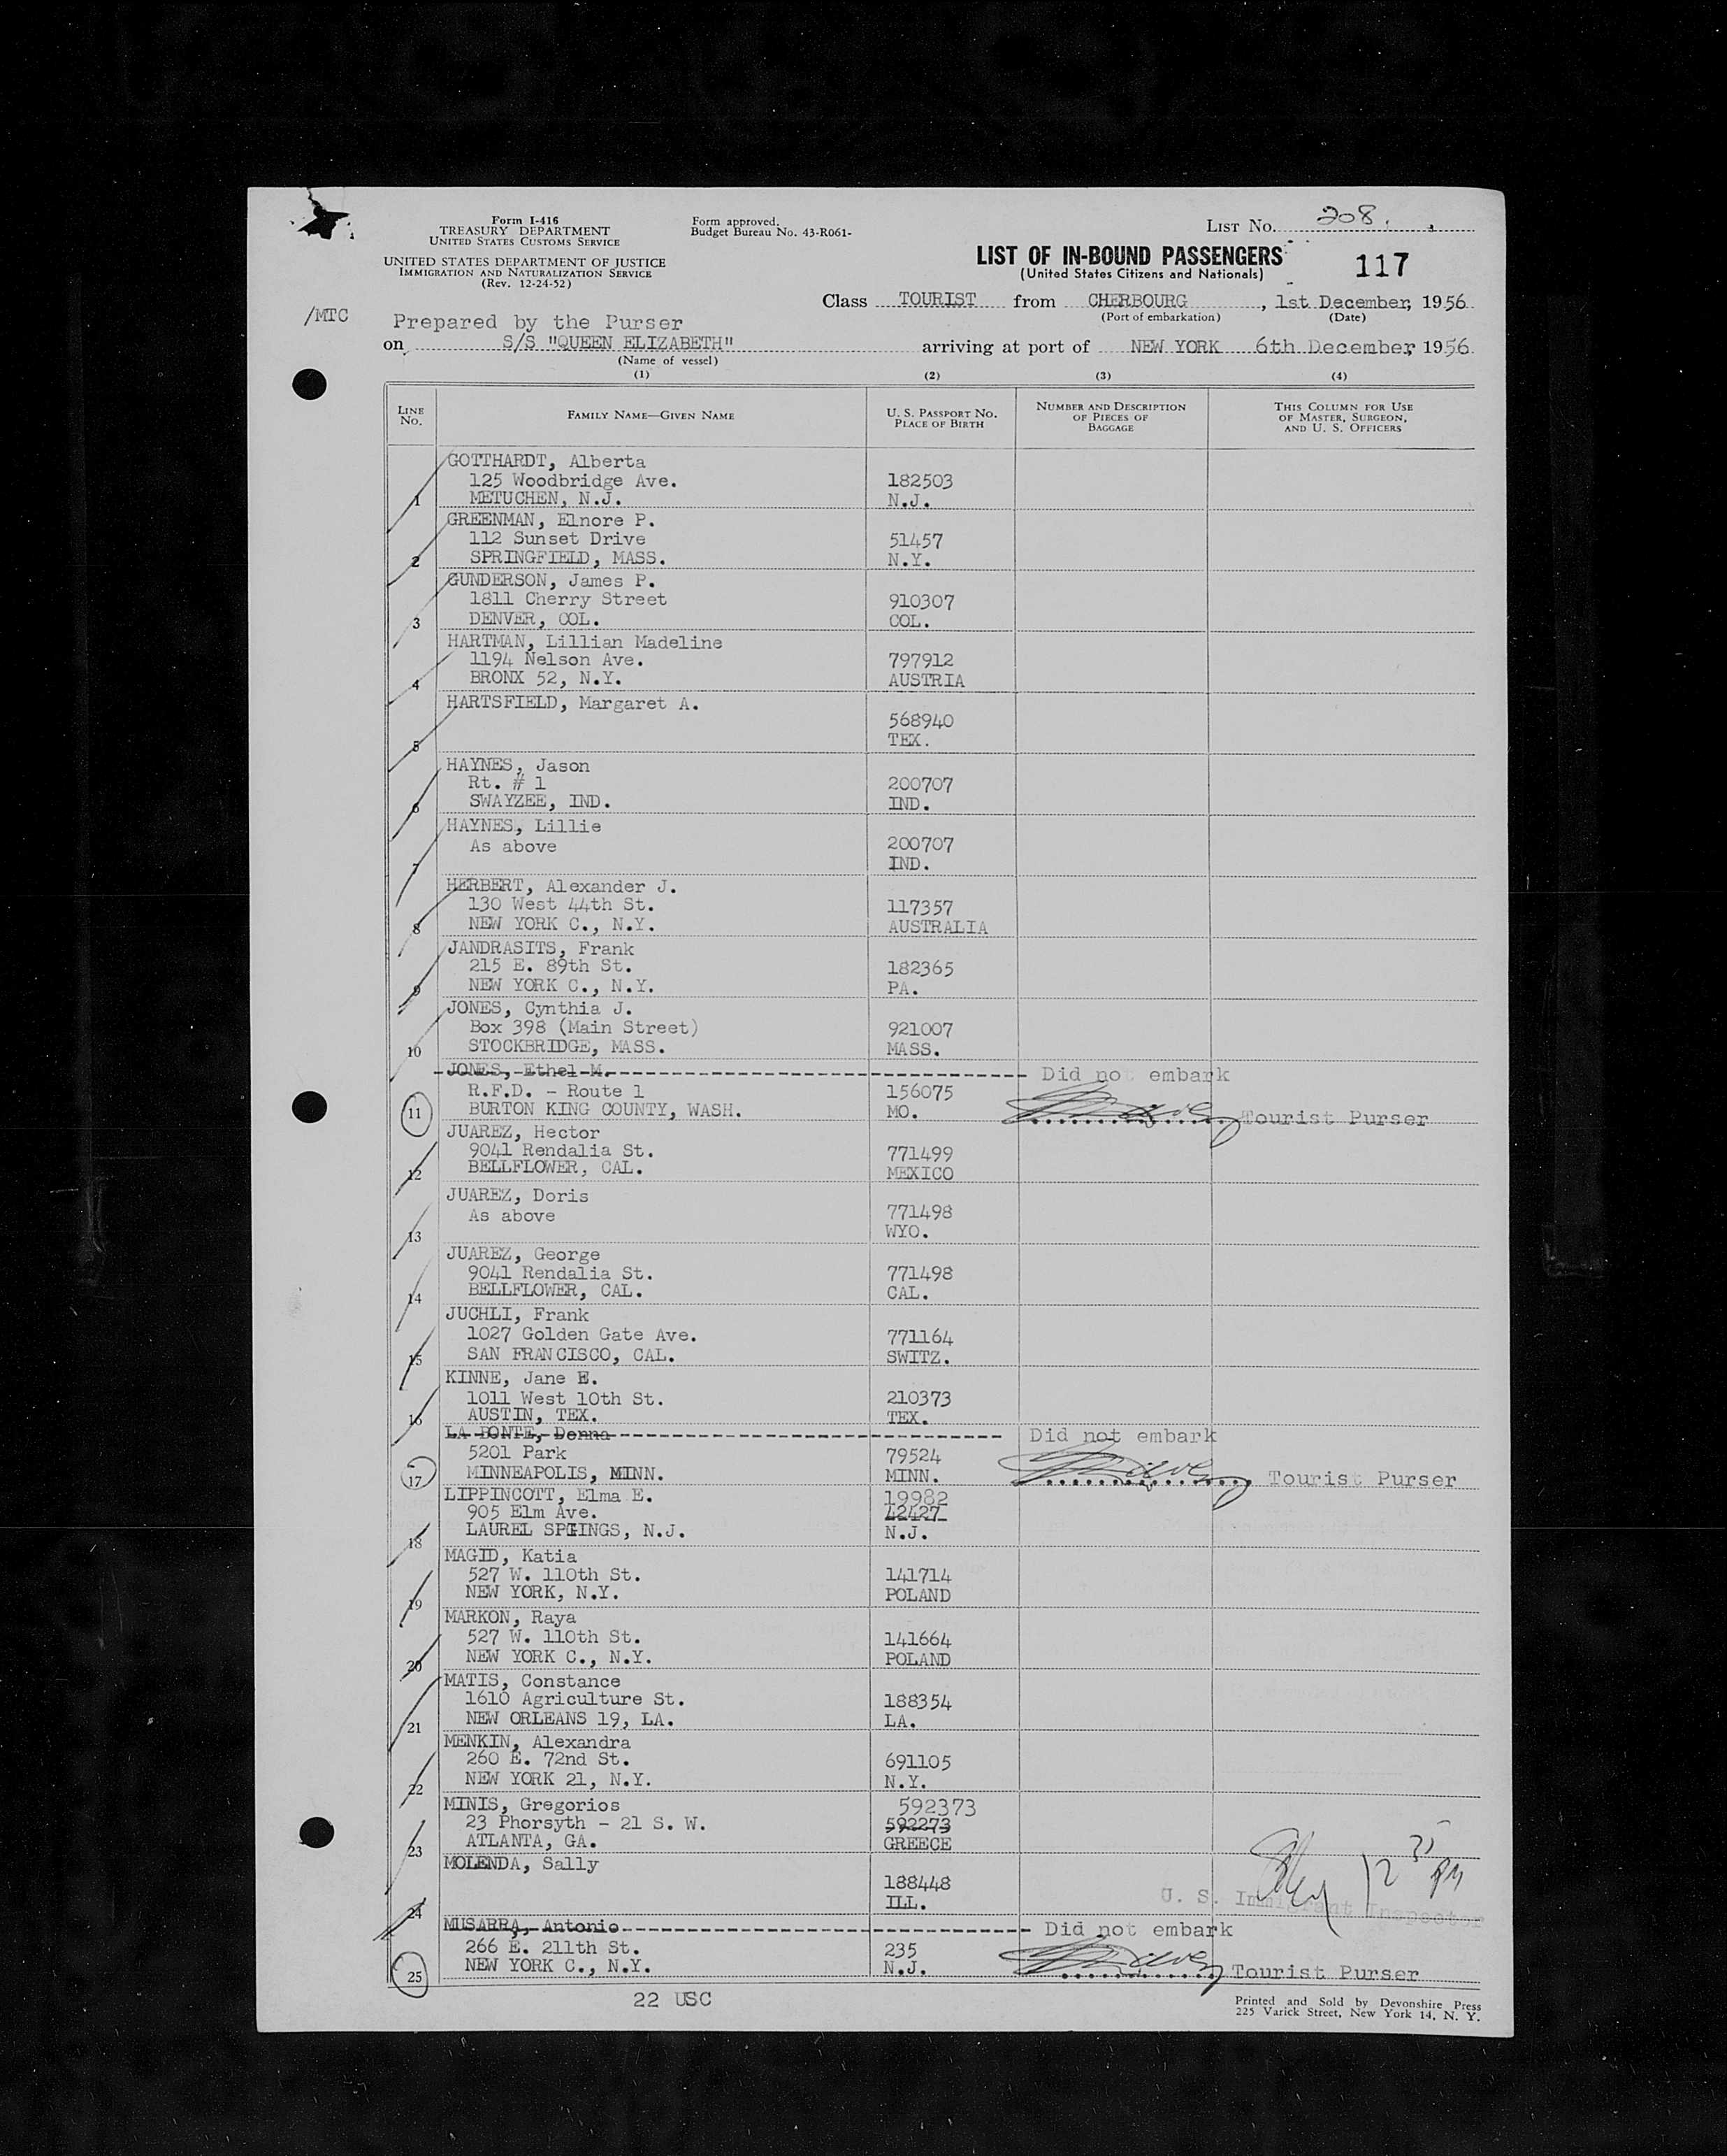 Form I-416
TREASURY DEPARTMENT
UNITED STATES CUSTOMS SERVICE
UNITED STATES DEPARTMENT OF JUSTICE
IMMIGRATION AND NATURALIZATION SERVICE
(Rev. 12-24-52)
Form approved.
Budget Bureau No. 43-R061-
LIST NO. 208
LIST OF IN-BOUND PASSENGERS
(United States Citizens and Nationals)
117
Class TOURIST from CHERBOURG, 1st December, 1956
(Port of embarkation) (Date)
/MTC
Prepared by the Purser
on S/S "QUEEN ELIZABETH" arriving at port of NEW YORK 6th December, 1956
(Name of vessel)
(1) (2) (3) (4)
LINE NO. FAMILY NAME—GIVEN NAME U. S. PASSPORT NO. PLACE OF BIRTH NUMBER AND DESCRIPTION OF PIECES OF BAGGAGE THIS COLUMN FOR USE OF MASTER, SURGEON, AND U. S. OFFICERS
GOTTHARDT, Alberta
125 Woodbridge Ave. 182503
1 METUCHEN, N.J. N.J.
GREENMAN, Elnore P.
112 Sunset Drive 51457
2 SPRINGFIELD, MASS. N.Y.
GUNDERSON, James P.
1811 Cherry Street 910307
3 DENVER, COL. COL.
HARTMAN, Lillian Madeline
1194 Nelson Ave. 797912
4 BRONX 52, N.Y. AUSTRIA
HARTSFIELD, Margaret A.
568940
5 TEX.
HAYNES, Jason
Rt. # 1 200707
6 SWAYZEE, IND. IND.
HAYNES, Lillie
As above 200707
7 IND.
HERBERT, Alexander J.
130 West 44th St. 117357
8 NEW YORK C., N.Y. AUSTRALIA
JANDRASITS, Frank
215 E. 89th St. 182365
9 NEW YORK C., N.Y. PA.
JONES, Cynthia J.
Box 398 (Main Street) 921007
10 STOCKBRIDGE, MASS. MASS.
JONES, Ethel M. Did not embark
R.F.D. - Route 1 156075
11 BURTON KING COUNTY, WASH. MO. Tourist Purser
JUAREZ, Hector
9041 Rendalia St. 771499
12 BELLFLOWER, CAL. MEXICO
JUAREZ, Doris
As above 771498
13 WYO.
JUAREZ, George
9041 Rendalia St. 771498
14 BELLFLOWER, CAL. CAL.
JUCHLI, Frank
1027 Golden Gate Ave. 771164
15 SAN FRANCISCO, CAL. SWITZ.
KINNE, Jane E.
1011 West 10th St. 210373
16 AUSTIN, TEX. TEX.
LA BONTE, Donna Did not embark
5201 Park 79524
17 MINNEAPOLIS, MINN. MINN. Tourist Purser
LIPPINCOTT, Elma E. 19982
905 Elm Ave. 42427
18 LAUREL SPRINGS, N.J. N.J.
MAGID, Katia
527 W. 110th St. 141714
19 NEW YORK, N.Y. POLAND
MARKON, Raya
527 W. 110th St. 141664
20 NEW YORK C., N.Y. POLAND
MATIS, Constance
1610 Agriculture St. 188354
21 NEW ORLEANS 19, LA. LA.
MENKIN, Alexandra
260 E. 72nd St. 691105
22 NEW YORK 21, N.Y. N.Y.
MINIS, Gregorios 592373
23 Phorsyth - 21 S. W. 592273
23 ATLANTA, GA. GREECE
MOLENDA, Sally
188448 12 35 PM
24 ILL. U. S. Immigrant Inspector
MUSARRA, Antonio Did not embark
266 E. 211th St. 235
25 NEW YORK C., N.Y. N.J. Tourist Purser
22 USC
Printed and Sold by Devonshire Press
225 Varick Street, New York 14, N. Y.